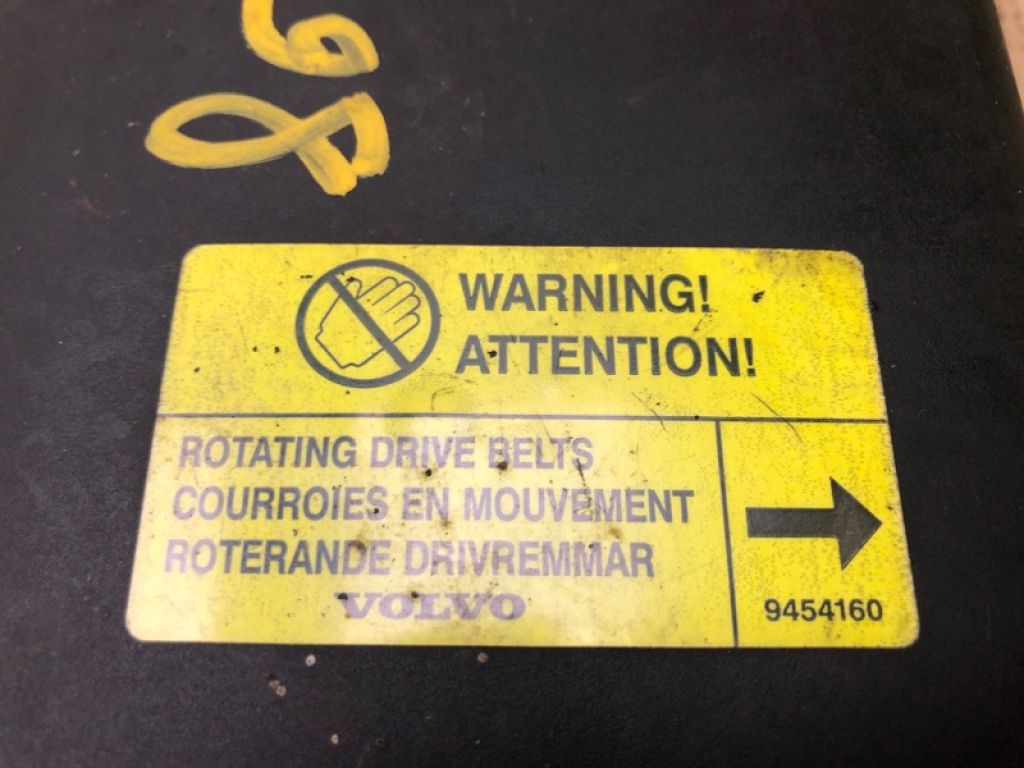 WARNING!
ATTENTION!
ROTATING DRIVE BELTS
COURROIES EN MOUVEMENT
ROTERANDE DRIVREMMAR
VOLVO
9454160